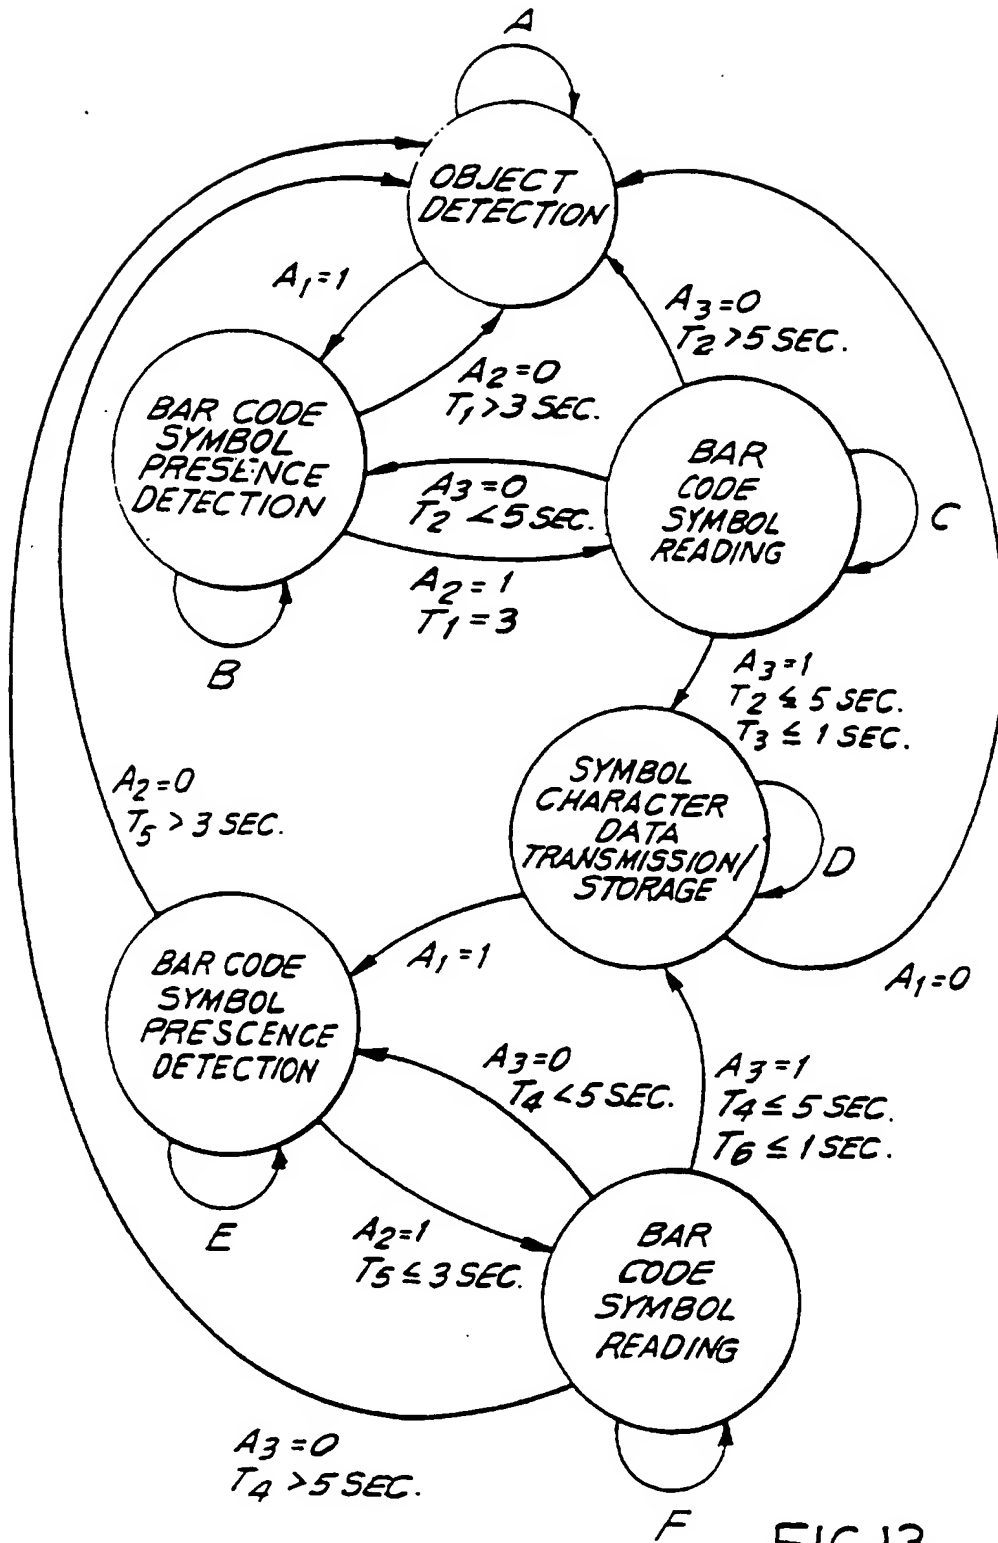 A
OBJECT
DETECTION
A1=1
A3=0
T2>5 SEC.
A2=0
T1>3 SEC.
BAR CODE
SYMBOL
PRESENCE
DETECTION
BAR
CODE
SYMBOL
READING
C
A3=0
T2<5 SEC.
A2=1
T1=3
B
A3=1
T2≤5 SEC.
T3≤1 SEC.
SYMBOL
CHARACTER
DATA
TRANSMISSION/
STORAGE
D
A2=0
T5>3 SEC.
A1=1
A1=0
BAR CODE
SYMBOL
PRESCENCE
DETECTION
A3=0
T4<5 SEC.
A3=1
T4≤5 SEC.
T6≤1 SEC.
E
A2=1
T5≤3 SEC.
BAR
CODE
SYMBOL
READING
A3=0
T4>5 SEC.
F
FIG.13